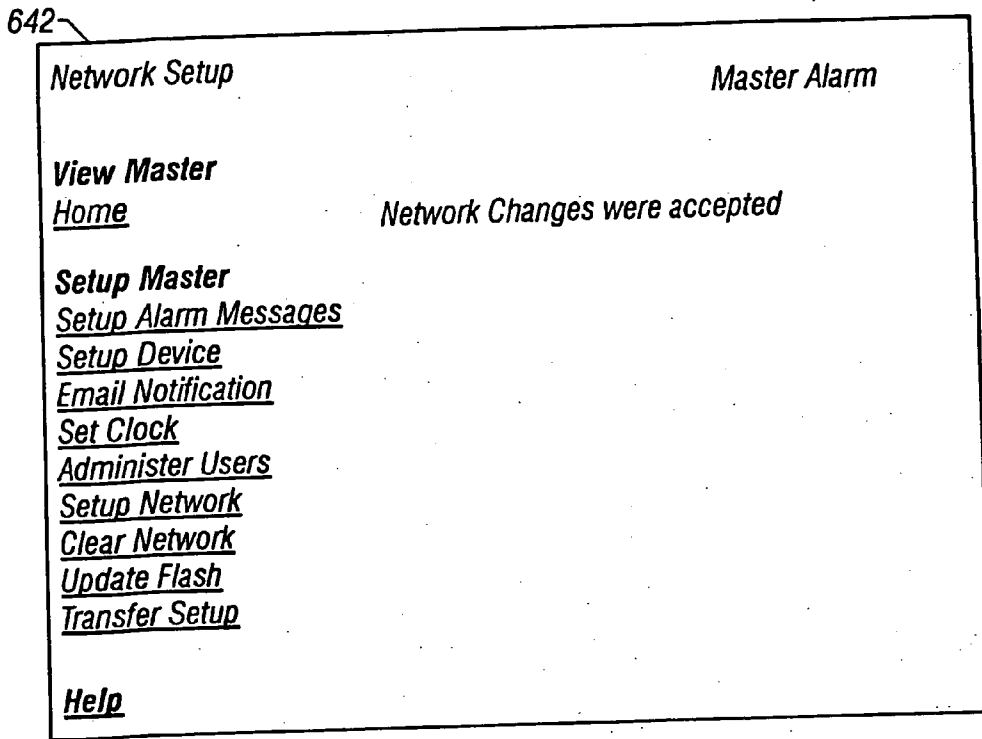 642
Network Setup Master Alarm
View Master
Home Network Changes were accepted
Setup Master
Setup Alarm Messages
Setup Device
Email Notification
Set Clock
Administer Users
Setup Network
Clear Network
Update Flash
Transfer Setup
Help